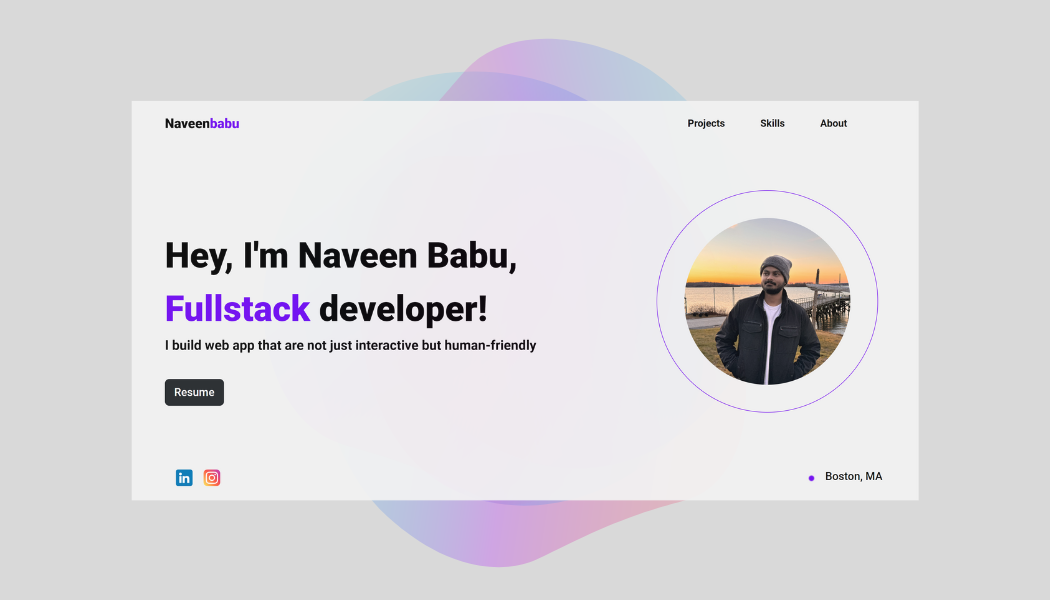 Naveenbabu
Projects Skills About
Hey, I'm Naveen Babu,
Fullstack developer!
I build web app that are not just interactive but human-friendly
Resume
in
Boston, MA